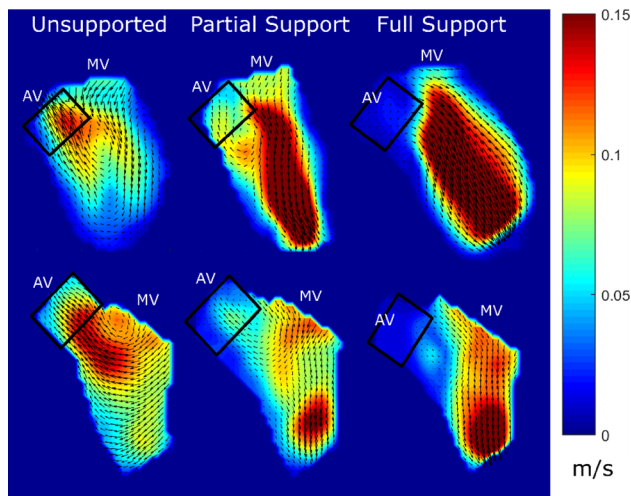 Unsupported Partial Support Full Support
MV MV MV
AV AV AV
AV AV AV
MV MV MV
0.15
0.1
0.05
0
m/s